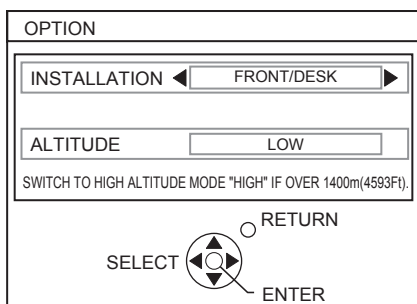 OPTION
INSTALLATION FRONT/DESK
ALTITUDE LOW
SWITCH TO HIGH ALTITUDE MODE "HIGH" IF OVER 1400m(4593Ft).
RETURN
SELECT
ENTER